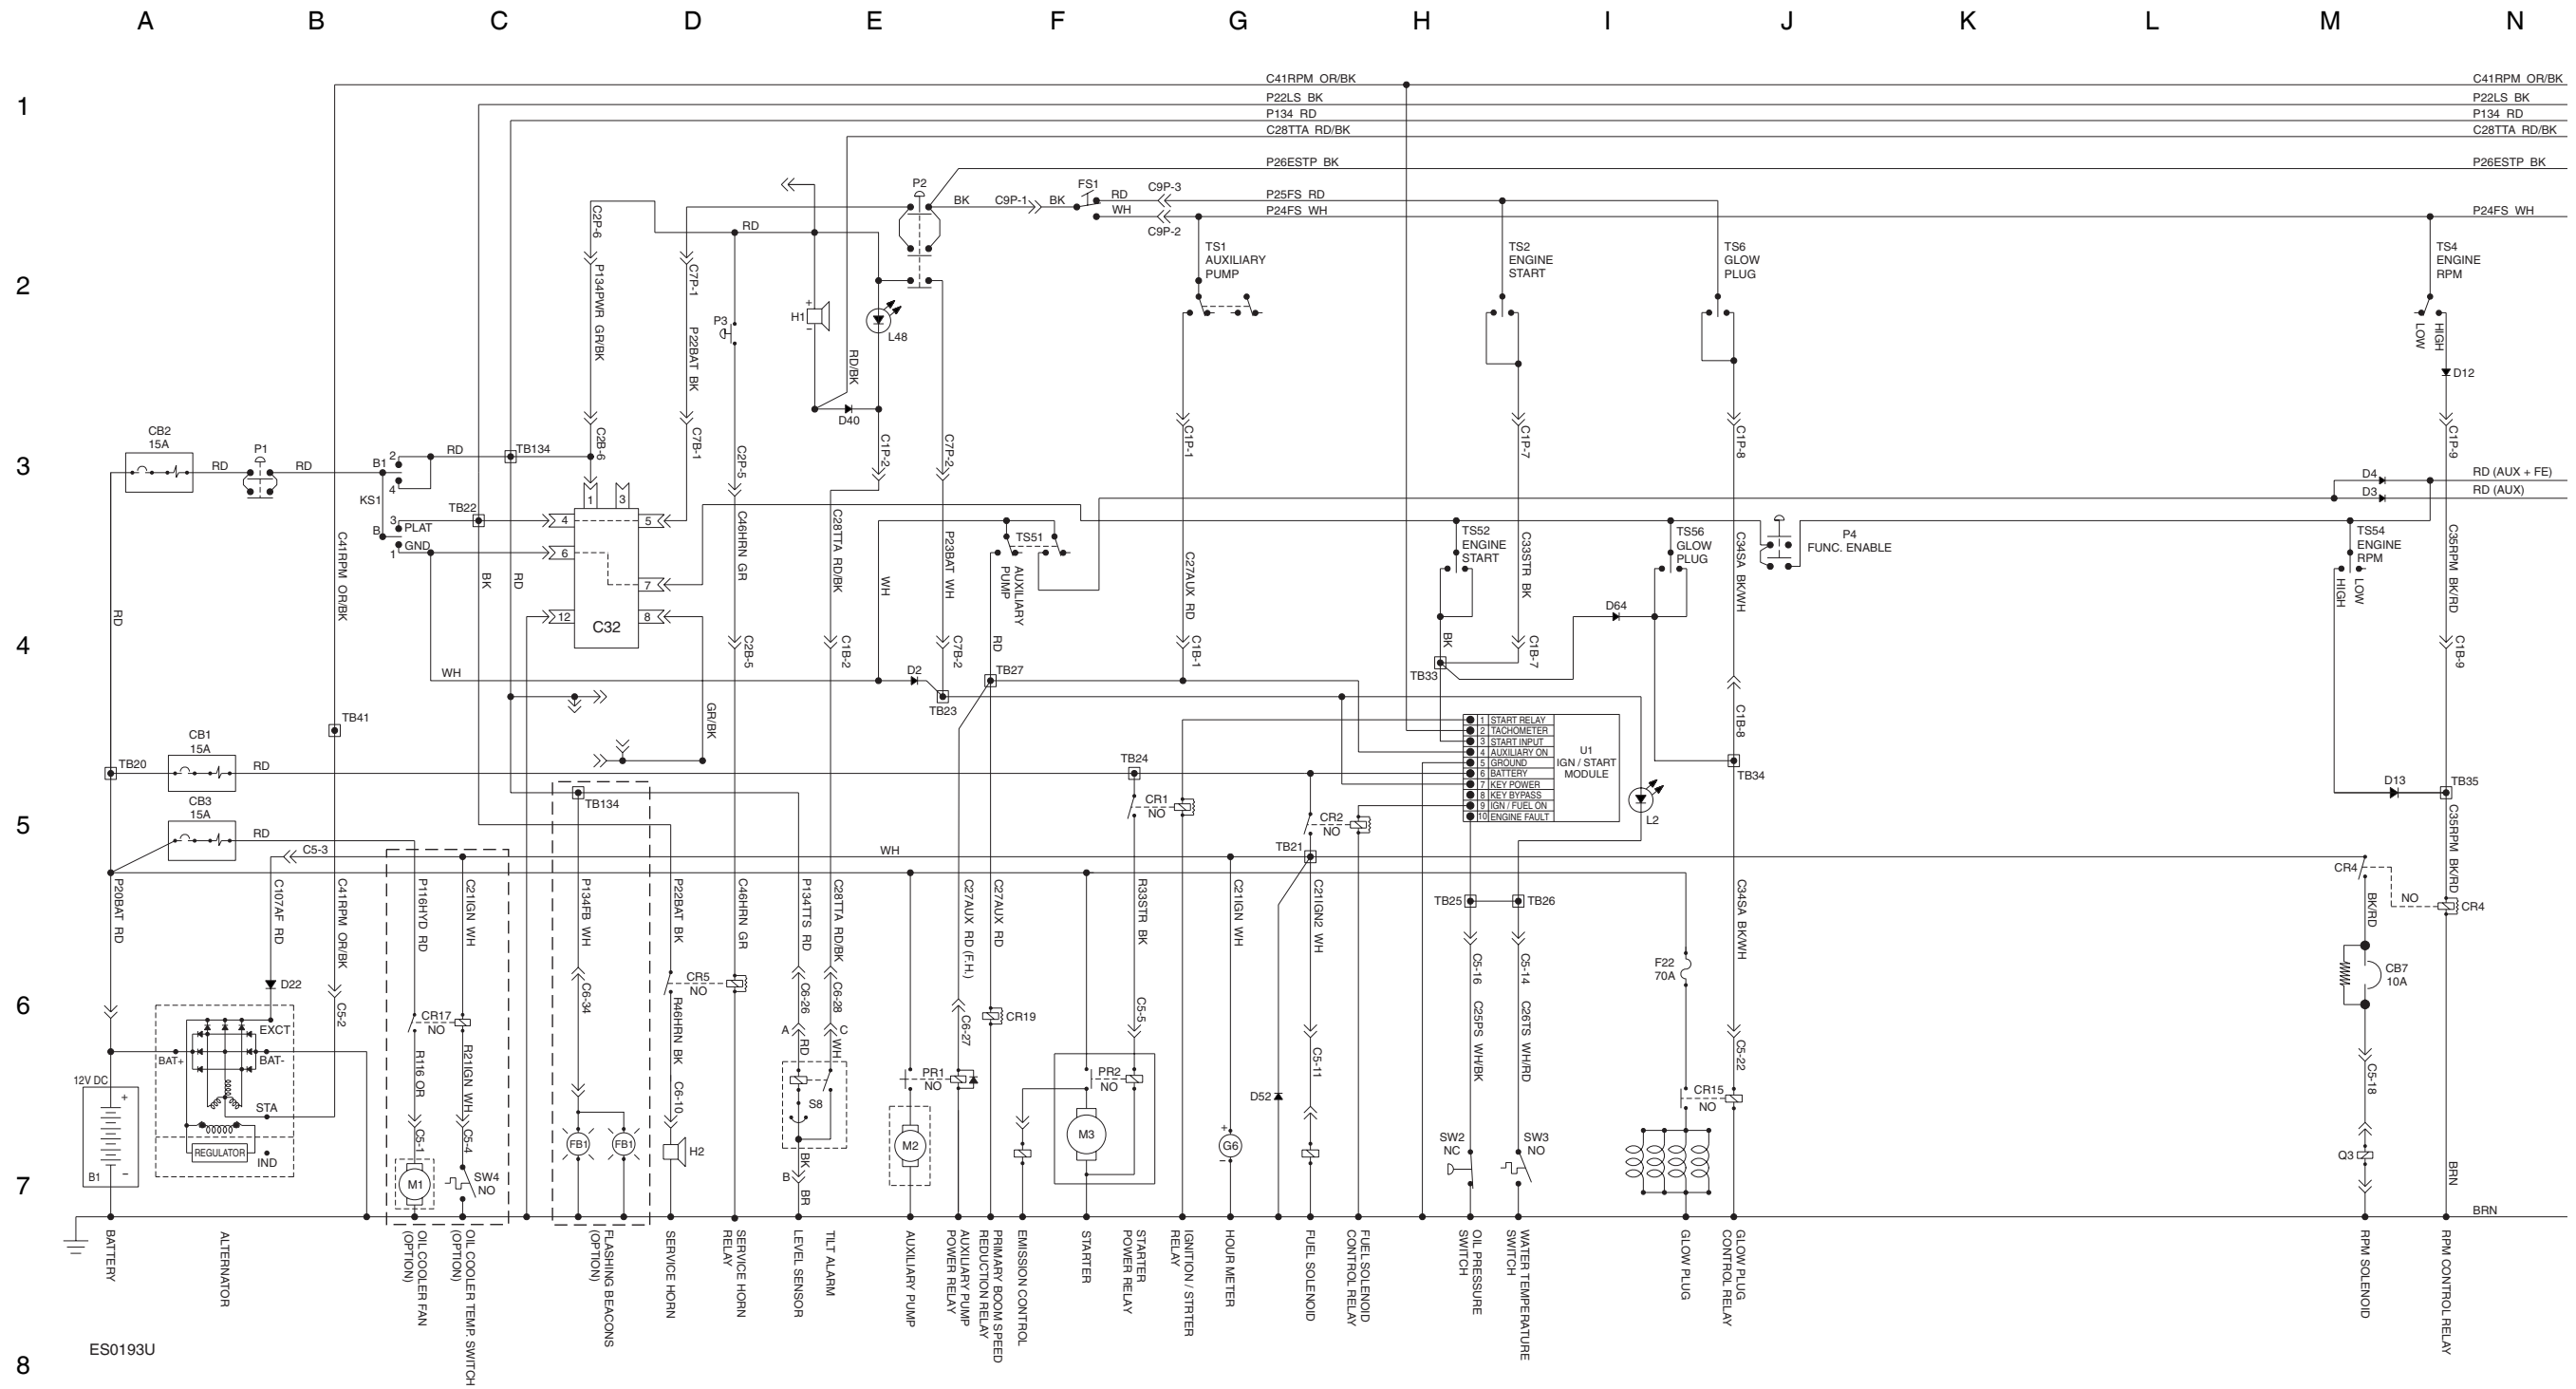 A B C D E F G H I J K L M N
1
2
3
4
5
6
7
8
C41RPM OR/BK
P22LS BK
P134 RD
C28TTA RD/BK
P26ESTP BK
C41RPM OR/BK
P22LS BK
P134 RD
C28TTA RD/BK
P26ESTP BK
P2
BK
C9P-1
BK
FS1
RD
WH
C9P-3
C9P-2
P25FS RD
P24FS WH
P24FS WH
C2P-6
RD
P134PWR GR/BK
C7P-1
P22BAT BK
P3
H1
+
−
L48
RD/BK
D40
TS1
AUXILIARY
PUMP
TS2
ENGINE
START
TS6
GLOW
PLUG
TS4
ENGINE
RPM
LOW
HIGH
D12
CB2
15A
RD
P1
RD
B1
2
4
KS1
B
3
1
PLAT
GND
RD
TB134
TB22
C2B-6
C7B-1
C2P-5
C1P-2
C7P-2
C1P-1
C1P-7
C1P-8
C1P-9
1
3
4
5
6
7
12
8
C32
D4
D3
RD (AUX + FE)
RD (AUX)
RD
C41RPM OR/BK
BK
RD
C46HRN GR
C28TTA RD/BK
WH
P23BAT WH
TS51
AUXILIARY
PUMP
RD
C27AUX RD
TS52
ENGINE
START
C33STR BK
TS56
GLOW
PLUG
C34SA BK/WH
P4
FUNC. ENABLE
TS54
ENGINE
RPM
HIGH
LOW
C35RPM BK/RD
D64
BK
TB33
C2B-5
C1B-2
C7B-2
C1B-1
C1B-7
C1B-8
C1B-9
WH
D2
TB23
TB27
GR/BK
TB41
TB20
CB1
15A
RD
CB3
15A
RD
TB24
CR1
NO
CR2
NO
TB21
1 START RELAY
2 TACHOMETER
3 START INPUT
4 AUXILIARY ON
5 GROUND
6 BATTERY
7 KEY POWER
8 KEY BYPASS
9 IGN / FUEL ON
10 ENGINE FAULT
U1
IGN / START
MODULE
L2
TB34
D13
TB35
TB134
C5-3
WH
P20BAT RD
C107AF RD
C41RPM OR/BK
P116HYD RD
C21IGN WH
P134FB WH
P22BAT BK
C46HRN GR
P134TTS RD
C28TTA RD/BK
C27AUX RD (F.H.)
C27AUX RD
R33STR BK
C21IGN WH
C21IGN2 WH
TB25
TB26
C34SA BK/WH
CR4
BK/RD
NO
CR4
C35RPM BK/RD
D22
C5-2
EXCT
BAT+
BAT-
STA
REGULATOR
IND
12V DC
+
−
B1
CR17
NO
R116 OR
R21IGN WH
C5-1
C5-4
M1
SW4
NO
C6-34
FB1
FB1
CR5
NO
R46HRN BK
C6-10
H2
C6-26
C6-28
A
C
RD
WH
S8
BK
B
BR
PR1
NO
M2
C6-27
CR19
C5-5
PR2
NO
M3
G6
+
−
D52
C5-11
C5-16
C5-14
C25PS WH/BK
C26TS WH/RD
SW2
NC
SW3
NO
F22
70A
C5-22
CR15
NO
CB7
10A
C5-18
Q3
BRN
BRN
BATTERY
ALTERNATOR
OIL COOLER FAN
(OPTION)
OIL COOLER TEMP. SWITCH
(OPTION)
FLASHING BEACONS
(OPTION)
SERVICE HORN
SERVICE HORN
RELAY
LEVEL SENSOR
TILT ALARM
AUXILIARY PUMP
AUXILIARY PUMP
POWER RELAY
PRIMARY BOOM SPEED
REDUCTION RELAY
EMISSION CONTROL
STARTER
STARTER
POWER RELAY
IGNITION / STRTER
RELAY
HOUR METER
FUEL SOLENOID
FUEL SOLENOID
CONTROL RELAY
OIL PRESSURE
SWITCH
WATER TEMPERATURE
SWITCH
GLOW PLUG
GLOW PLUG
CONTROL RELAY
RPM SOLENOID
RPM CONTROL RELAY
ES0193U